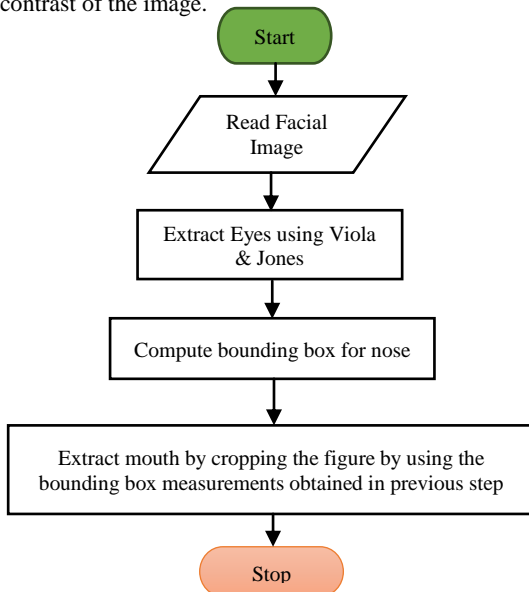 contrast of the image.
Start
Read Facial
Image
Extract Eyes using Viola
& Jones
Compute bounding box for nose
Extract mouth by cropping the figure by using the
bounding box measurements obtained in previous step
Stop